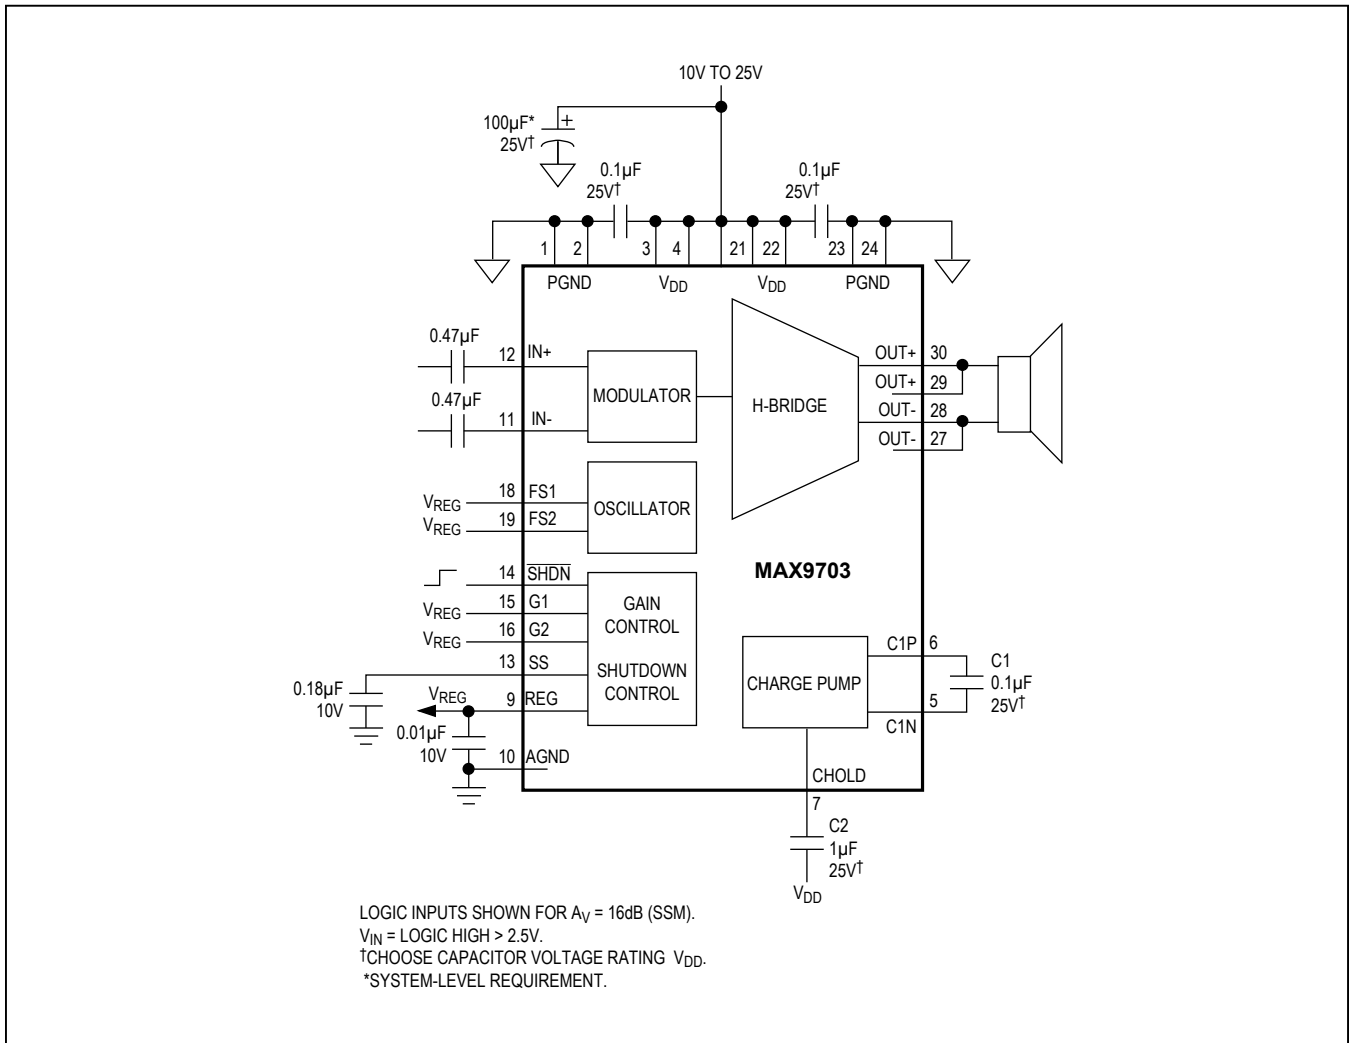 10V TO 25V
100µF*
25V†
+
0.1µF
25V†
0.1µF
25V†
1
2
3
4
21
22
23
24
PGND
VDD
VDD
PGND
0.47µF
12
IN+
0.47µF
11
IN-
MODULATOR
H-BRIDGE
OUT+
30
OUT+
29
OUT-
28
OUT-
27
VREG
18
FS1
VREG
19
FS2
OSCILLATOR
MAX9703
14
SHDN
VREG
15
G1
VREG
16
G2
13
SS
GAIN
CONTROL
SHUTDOWN
CONTROL
0.18µF
10V
VREG
9
REG
0.01µF
10V
10
AGND
CHARGE PUMP
C1P
6
C1
0.1µF
25V†
5
C1N
CHOLD
7
C2
1µF
25V†
VDD
LOGIC INPUTS SHOWN FOR AV = 16dB (SSM).
VIN = LOGIC HIGH > 2.5V.
†CHOOSE CAPACITOR VOLTAGE RATING VDD.
*SYSTEM-LEVEL REQUIREMENT.